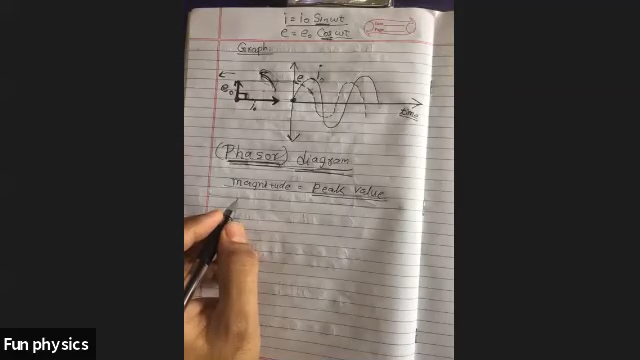 i = i₀ Sinωt
e = e₀ Cosωt
Graph
e i
e₀ i₀
time
(Phasor) diagram
magnitude = Peak value
Fun physics